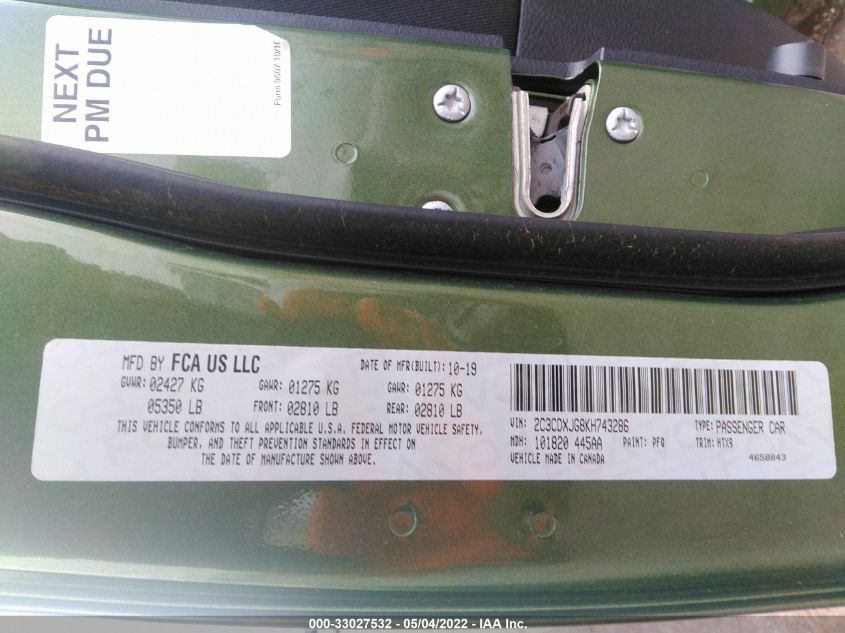 NEXT
PM DUE
Form 9607 10/16
MFD BY FCA US LLC
DATE OF MFR(BUILT): 10-19
GVWR: 02427 KG GAWR: 01275 KG GAWR: 01275 KG
05350 LB FRONT: 02810 LB REAR: 02810 LB
THIS VEHICLE CONFORMS TO ALL APPLICABLE U.S.A. FEDERAL MOTOR VEHICLE SAFETY,
BUMPER, AND THEFT PREVENTION STANDARDS IN EFFECT ON
THE DATE OF MANUFACTURE SHOWN ABOVE.
VIN: 2C3CDXJG8KH743286 TYPE: PASSENGER CAR
MDH: 101820 445AA PAINT: PFQ TRIM: HTX9
VEHICLE MADE IN CANADA 4658843
000-33027532 - 05/04/2022 - IAA Inc.